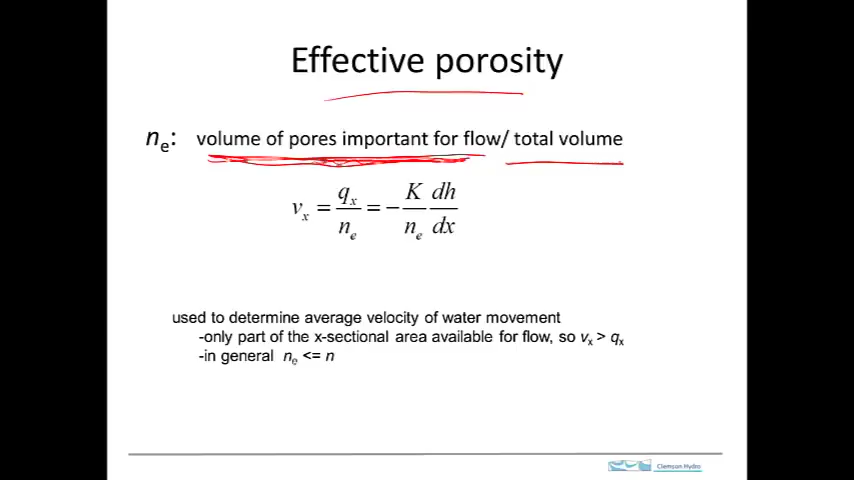 Effective porosity
nₑ: volume of pores important for flow/ total volume
vₓ = qₓ/nₑ = − K/nₑ dh/dx
used to determine average velocity of water movement
-only part of the x-sectional area available for flow, so vₓ > qₓ
-in general nₑ <= n
Clemson Hydro